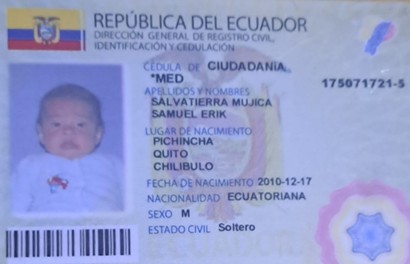 REPÚBLICA DEL ECUADOR
DIRECCIÓN GENERAL DE REGISTRO CIVIL,
IDENTIFICACIÓN Y CEDULACIÓN
CÉDULA DE CIUDADANÍA
*MED
175071721-5
APELLIDOS Y NOMBRES
SALVATIERRA MUJICA
SAMUEL ERIK
LUGAR DE NACIMIENTO
PICHINCHA
QUITO
CHILIBULO
FECHA DE NACIMIENTO 2010-12-17
NACIONALIDAD ECUATORIANA
SEXO M
ESTADO CIVIL Soltero